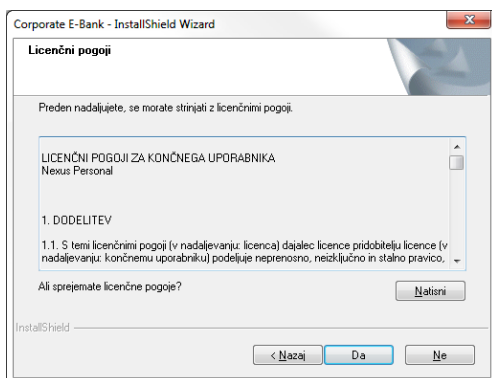 Corporate E-Bank - InstallShield Wizard
Licenčni pogoji
Preden nadaljujete, se morate strinjati z licenčnimi pogoji.
LICENČNI POGOJI ZA KONČNEGA UPORABNIKA
Nexus Personal
1. DODELITEV
1.1. S temi licenčnimi pogoji (v nadaljevanju: licenca) dajalec licence pridobitelju licence (v
nadaljevanju: končnemu uporabniku) podeljuje neprenosno, neizključno in stalno pravico,
Ali sprejemate licenčne pogoje?
Natisni
InstallShield
< Nazaj
Da
Ne